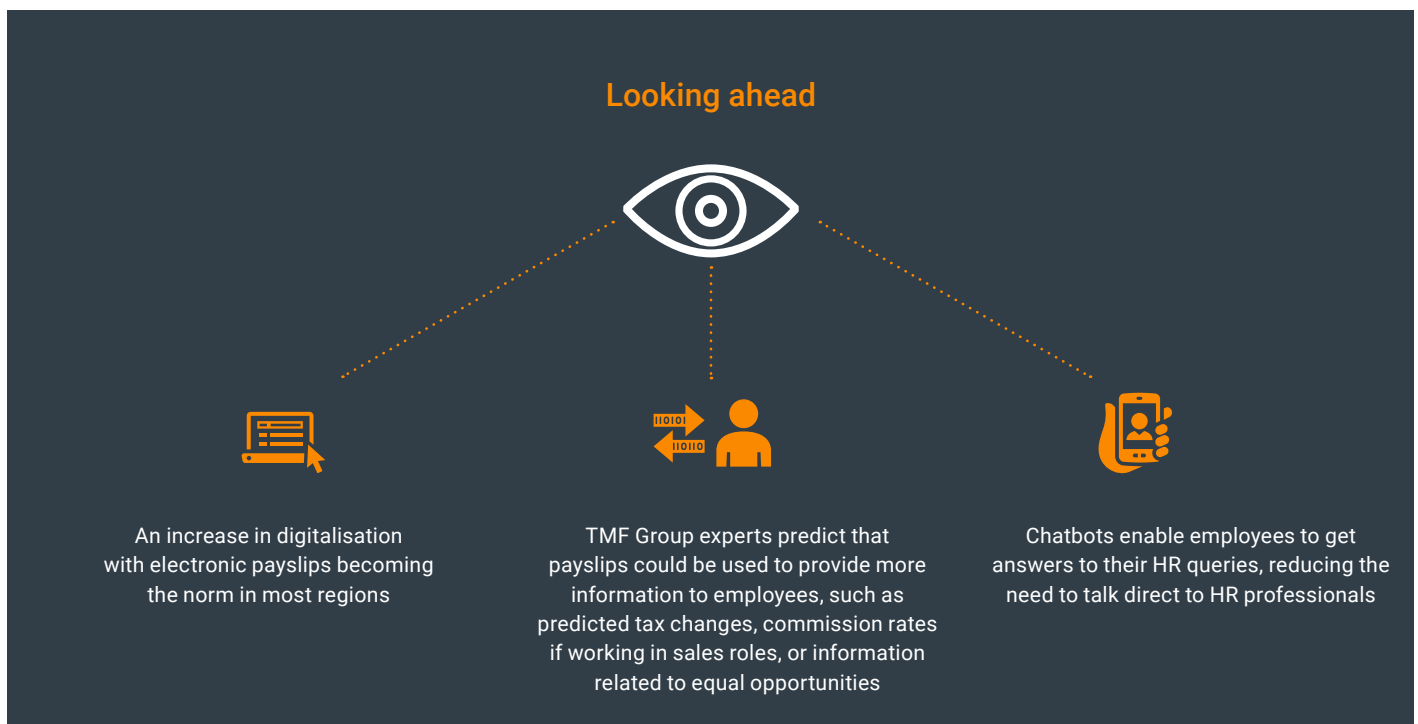 Looking ahead
11010
110110
An increase in digitalisation
with electronic payslips becoming
the norm in most regions
TMF Group experts predict that
payslips could be used to provide more
information to employees, such as
predicted tax changes, commission rates
if working in sales roles, or information
related to equal opportunities
Chatbots enable employees to get
answers to their HR queries, reducing the
need to talk direct to HR professionals